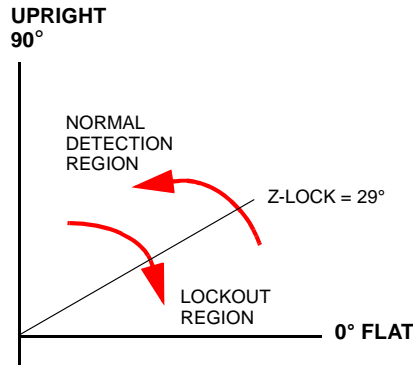 UPRIGHT
90°
NORMAL
DETECTION
REGION
Z-LOCK = 29°
LOCKOUT
REGION
0° FLAT